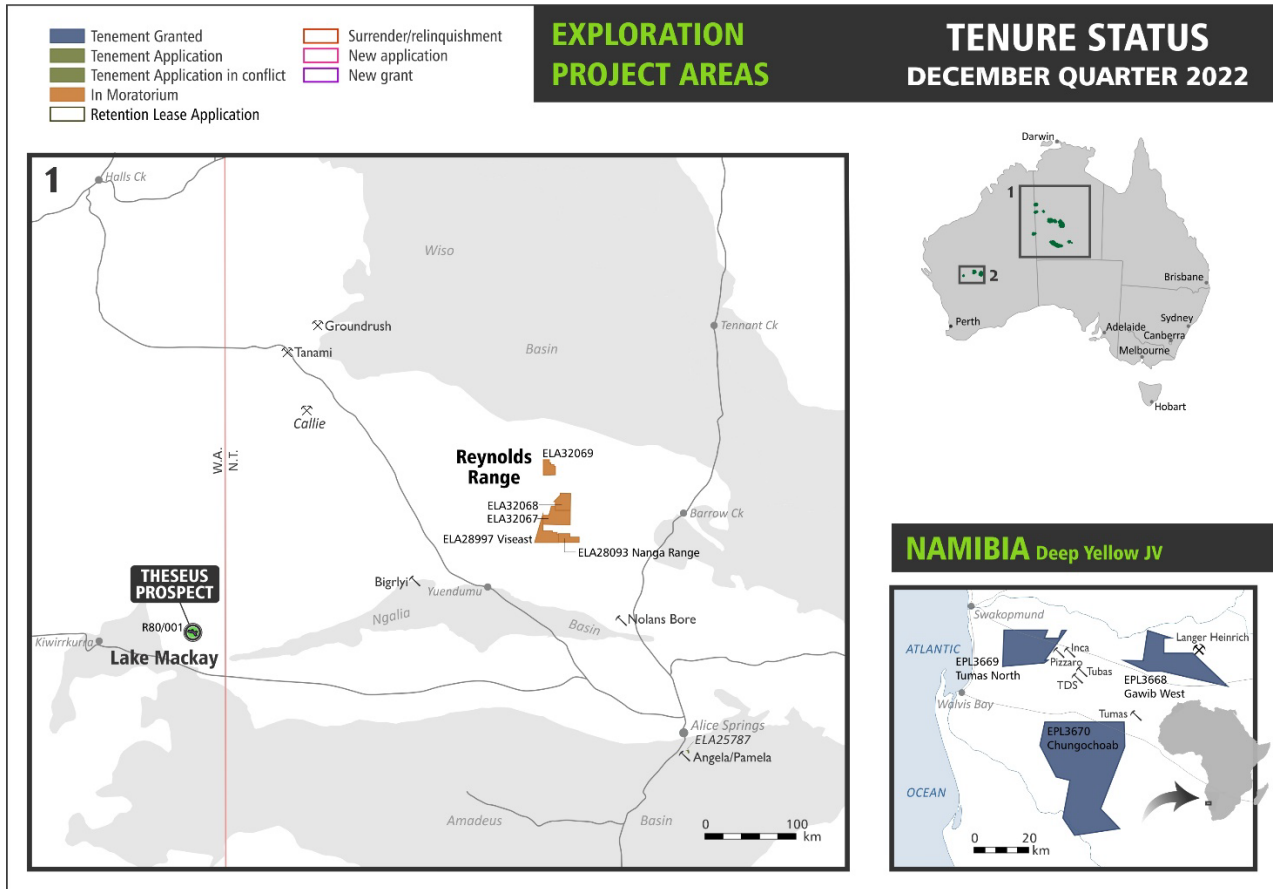 Tenement Granted
Tenement Application
Tenement Application in conflict
In Moratorium
Retention Lease Application
Surrender/relinquishment
New application
New grant
EXPLORATION
PROJECT AREAS
TENURE STATUS
DECEMBER QUARTER 2022
1
Halls Ck
Wiso
Groundrush
Tanami
Basin
Tennant Ck
Callie
W.A.
N.T.
Reynolds
Range
ELA32069
ELA32068
ELA32067
Barrow Ck
ELA28997 Viseast
ELA28093 Nanga Range
THESEUS
PROSPECT
Bigrlyi
Yuendumu
R80/001
Ngalia
Basin
Nolans Bore
Kiwirrkurra
Lake Mackay
Alice Springs
ELA25787
Angela/Pamela
Amadeus
Basin
0 100
km
Darwin
1
2
Brisbane
Perth
Sydney
Adelaide
Canberra
Melbourne
Hobart
NAMIBIA Deep Yellow JV
Swakopmund
ATLANTIC
Langer Heinrich
Inca
EPL3669
Tumas North
Pizzaro
Tubas
TDS
EPL3668
Gawib West
Walvis Bay
Tumas
EPL3670
Chungochoab
OCEAN
0 20
km